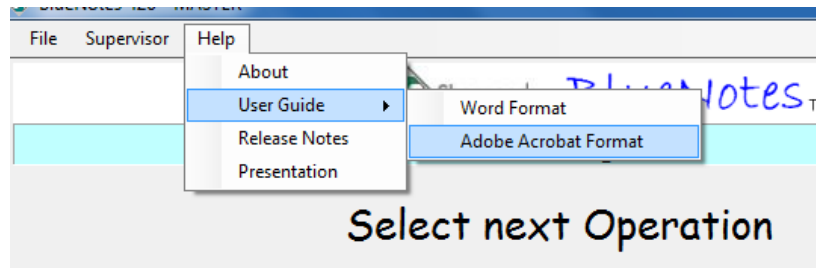 File Supervisor Help
About
User Guide
Release Notes
Presentation
Word Format
Adobe Acrobat Format
Select next Operation